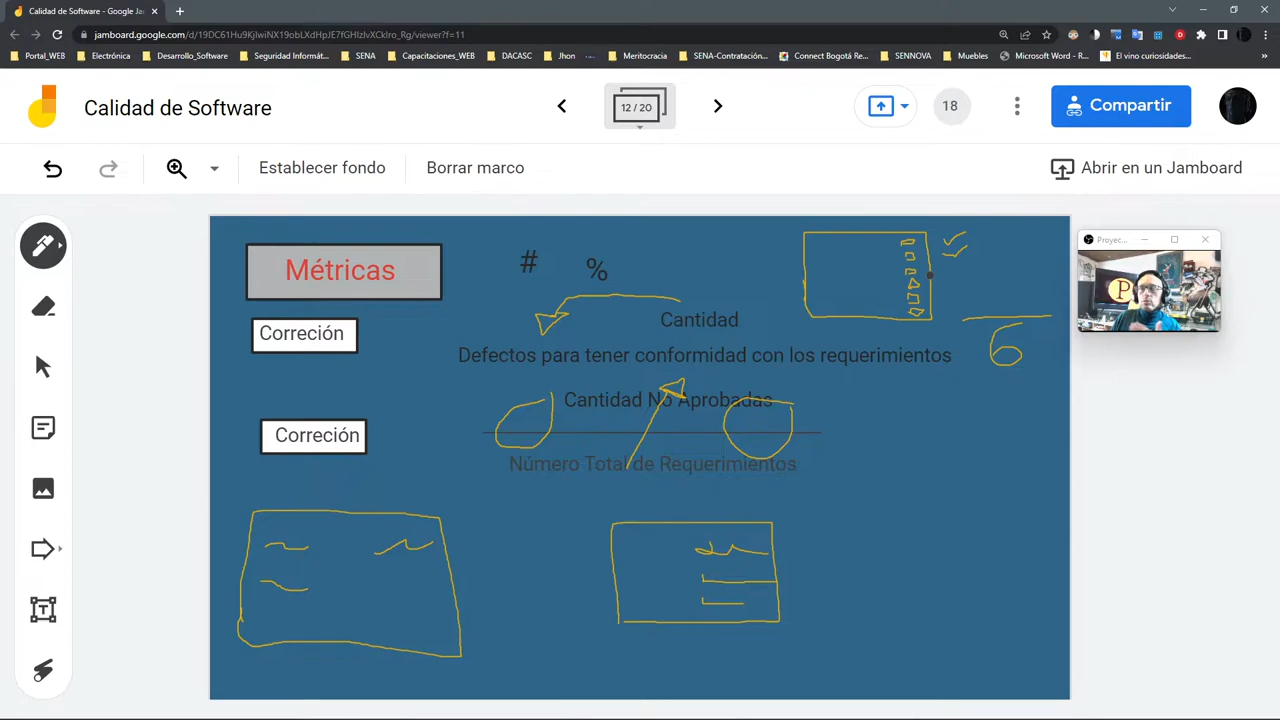 Calidad de Software - Google Ja
jamboard.google.com/d/19DC61Hu9KjlwiNX19obLXdHpJE7fGHlzlvXCklro_Rg/viewer?f=11
Portal_WEB
Electrónica
Desarrollo_Software
Seguridad Informát...
SENA
Capacitaciones_WEB
DACASC
Jhon
Meritocracia
SENA-Contratación...
Connect Bogotá Re...
SENNOVA
Muebles
Microsoft Word - R...
El vino curiosidades...
Calidad de Software
12 / 20
18
Compartir
Establecer fondo
Borrar marco
Abrir en un Jamboard
Métricas
# %
Correción
Cantidad
Defectos para tener conformidad con los requerimientos
6
Cantidad No Aprobadas
Correción
Número Total de Requerimientos
Proyec...
P